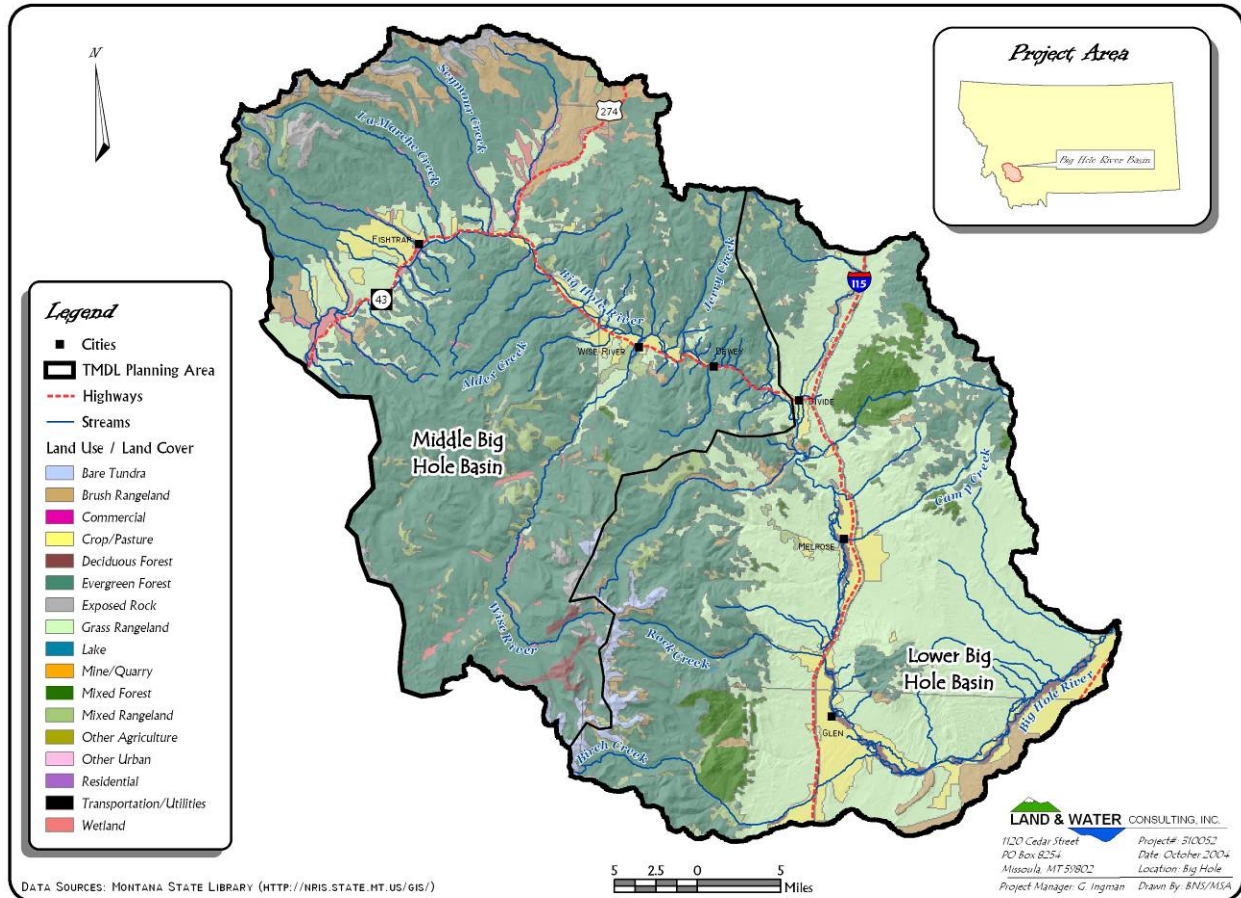 N
Project Area
Big Hole River Basin
274
Seymour Creek
La Marche Creek
FISHTRAP
43
Big Hole River
Jerry Creek
115
WISE RIVER
DEWEY
Alder Creek
DIVIDE
Middle Big
Hole Basin
Camp Creek
MELROSE
Wise River
Rock Creek
Lower Big
Hole Basin
Big Hole River
GLEN
Birch Creek
Legend
Cities
TMDL Planning Area
Highways
Streams
Land Use / Land Cover
Bare Tundra
Brush Rangeland
Commercial
Crop/Pasture
Deciduous Forest
Evergreen Forest
Exposed Rock
Grass Rangeland
Lake
Mine/Quarry
Mixed Forest
Mixed Rangeland
Other Agriculture
Other Urban
Residential
Transportation/Utilities
Wetland
DATA SOURCES: MONTANA STATE LIBRARY (HTTP://NRIS.STATE.MT.US/GIS/)
5 2.5 0 5
Miles
LAND & WATER CONSULTING, INC.
1120 Cedar Street Project#: 310052
PO Box 8254 Date: October 2004
Missoula, MT 59802 Location: Big Hole
Project Manager: G. Ingman Drawn By: BNS/MSA